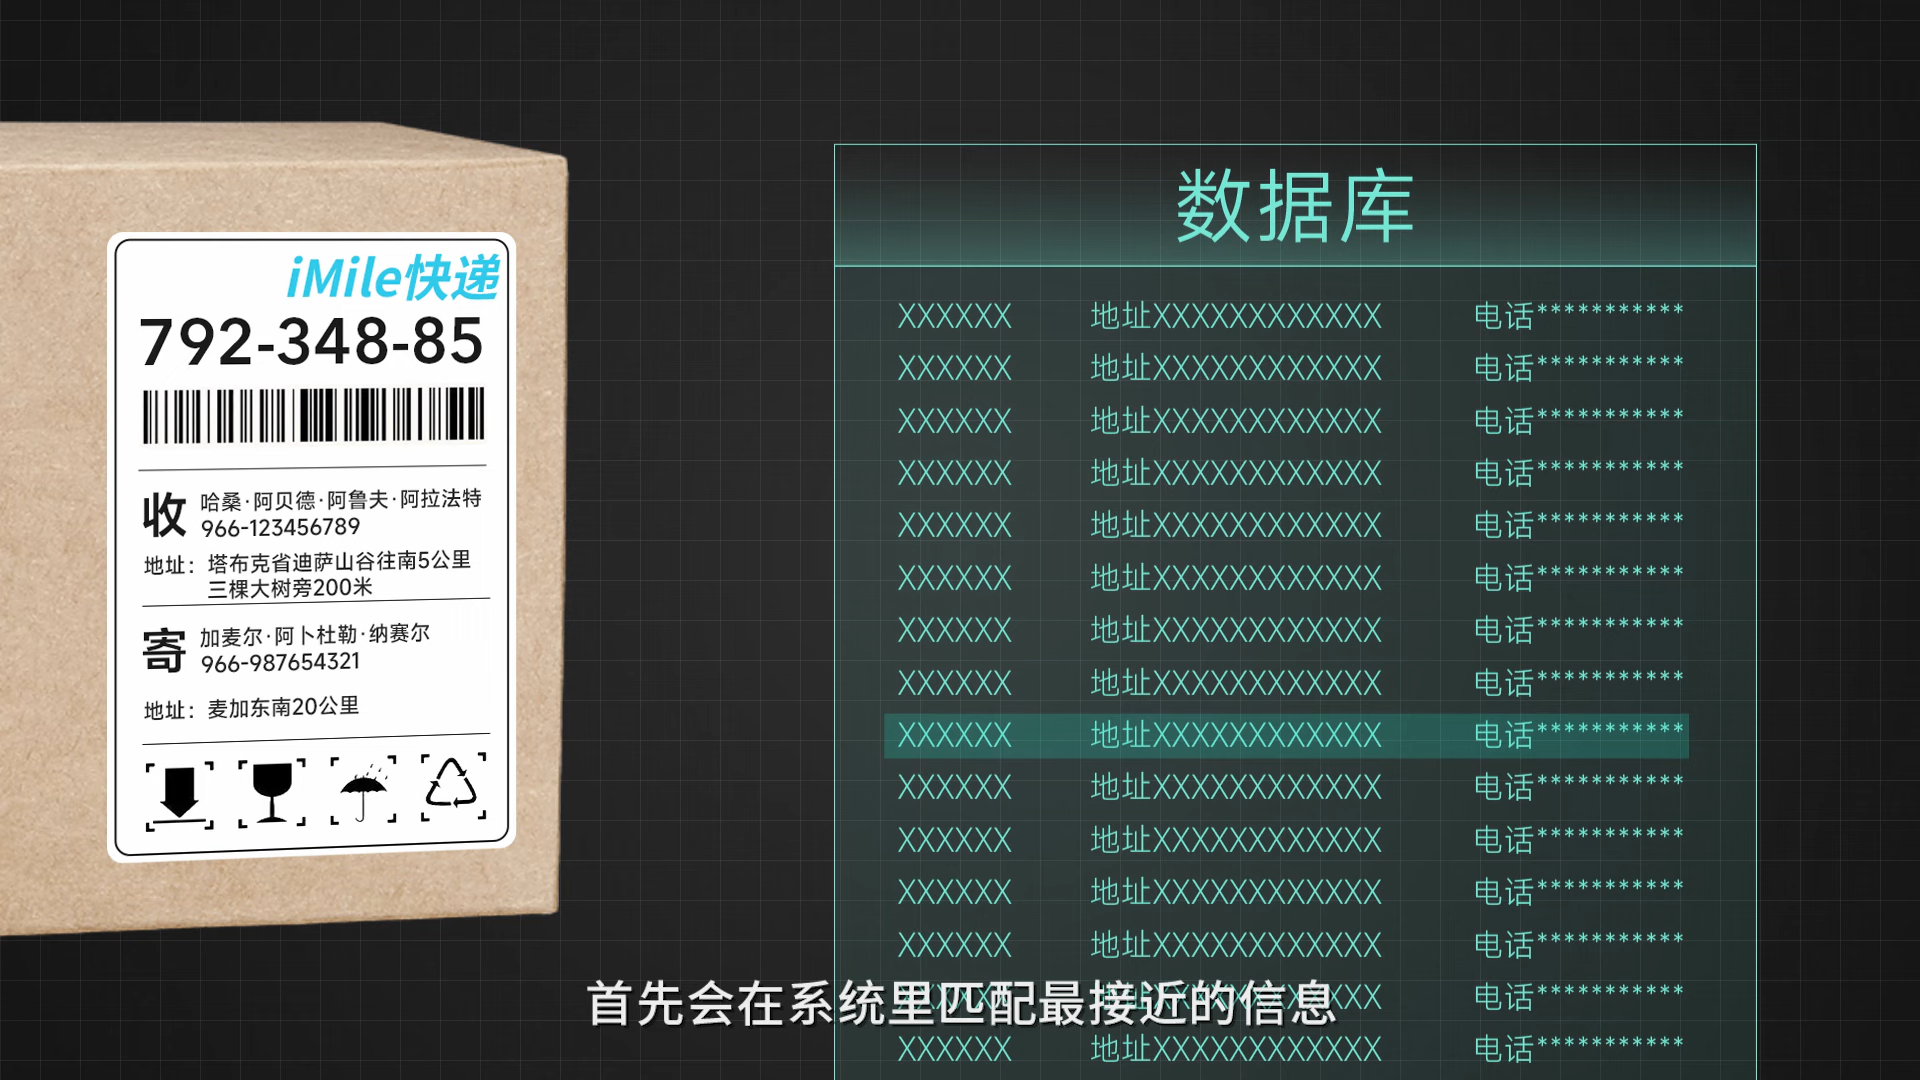 iMile快递
792-348-85
收 哈桑·阿贝德·阿鲁夫·阿拉法特
966-123456789
地址：塔布克省迪萨山谷往南5公里
三棵大树旁200米
寄 加麦尔·阿卜杜勒·纳赛尔
966-987654321
地址：麦加东南20公里
数据库
XXXXXX 地址XXXXXXXXXXXX 电话***********
XXXXXX 地址XXXXXXXXXXXX 电话***********
XXXXXX 地址XXXXXXXXXXXX 电话***********
XXXXXX 地址XXXXXXXXXXXX 电话***********
XXXXXX 地址XXXXXXXXXXXX 电话***********
XXXXXX 地址XXXXXXXXXXXX 电话***********
XXXXXX 地址XXXXXXXXXXXX 电话***********
XXXXXX 地址XXXXXXXXXXXX 电话***********
XXXXXX 地址XXXXXXXXXXXX 电话***********
XXXXXX 地址XXXXXXXXXXXX 电话***********
XXXXXX 地址XXXXXXXXXXXX 电话***********
XXXXXX 地址XXXXXXXXXXXX 电话***********
XXXXXX 地址XXXXXXXXXXXX 电话***********
XXXXXX 地址XXXXXXXXXXXX 电话***********
首先会在系统里匹配最接近的信息
XXXXXX 地址XXXXXXXXXXXX 电话***********